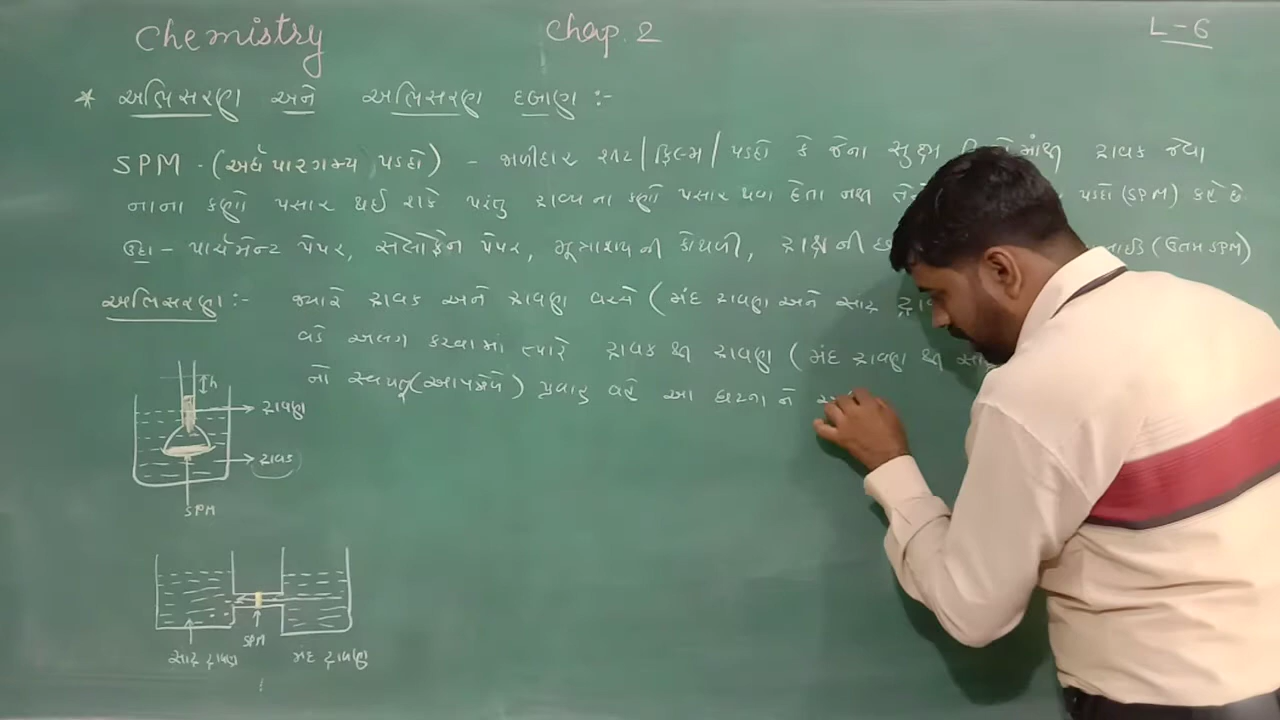 Chemistry
Chap. 2
L-6
* અભિસરણ અને અભિસરણ દબાણ :-
SPM - (અર્ધપારગમ્ય પડદો) - જાળીદાર શીટ/ફિલ્મ/પડદો કે જેના સુક્ષ્મ માંથી દ્રાવક જેવા
નાના કણો પસાર થઈ શકે પરંતુ દ્રાવ્યના કણો પસાર થવા દેતા નથી તેને પડદો (SPM) કહે છે
ઉદા - પાર્ચમેન્ટ પેપર, સેલોફેન પેપર, મૂત્રાશયની કોથળી, દ્રાક્ષની (ઉત્તમ SPM)
અભિસરણ :- જ્યારે દ્રાવક અને દ્રાવણ વચ્ચે (મંદ દ્રાવણ અને સાંદ્ર
વડે અલગ કરવામાં ત્યારે દ્રાવક થી દ્રાવણ (મંદ દ્રાવણ થી
નો સ્વયંભૂ (આપમેળે) પ્રવાહ વહે આ ઘટના ને
h
દ્રાવણ
દ્રાવક
SPM
SPM
સાંદ્ર દ્રાવણ
મંદ દ્રાવણ